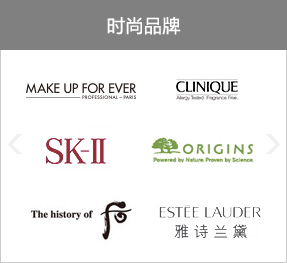 时尚品牌
MAKE UP FOR EVER
PROFESSIONAL – PARIS
CLINIQUE
Allergy Tested. Fragrance Free.
SK-II
ORIGINS
Powered by Nature. Proven by Science.
The history of 后
ESTĒE LAUDER
雅诗兰黛